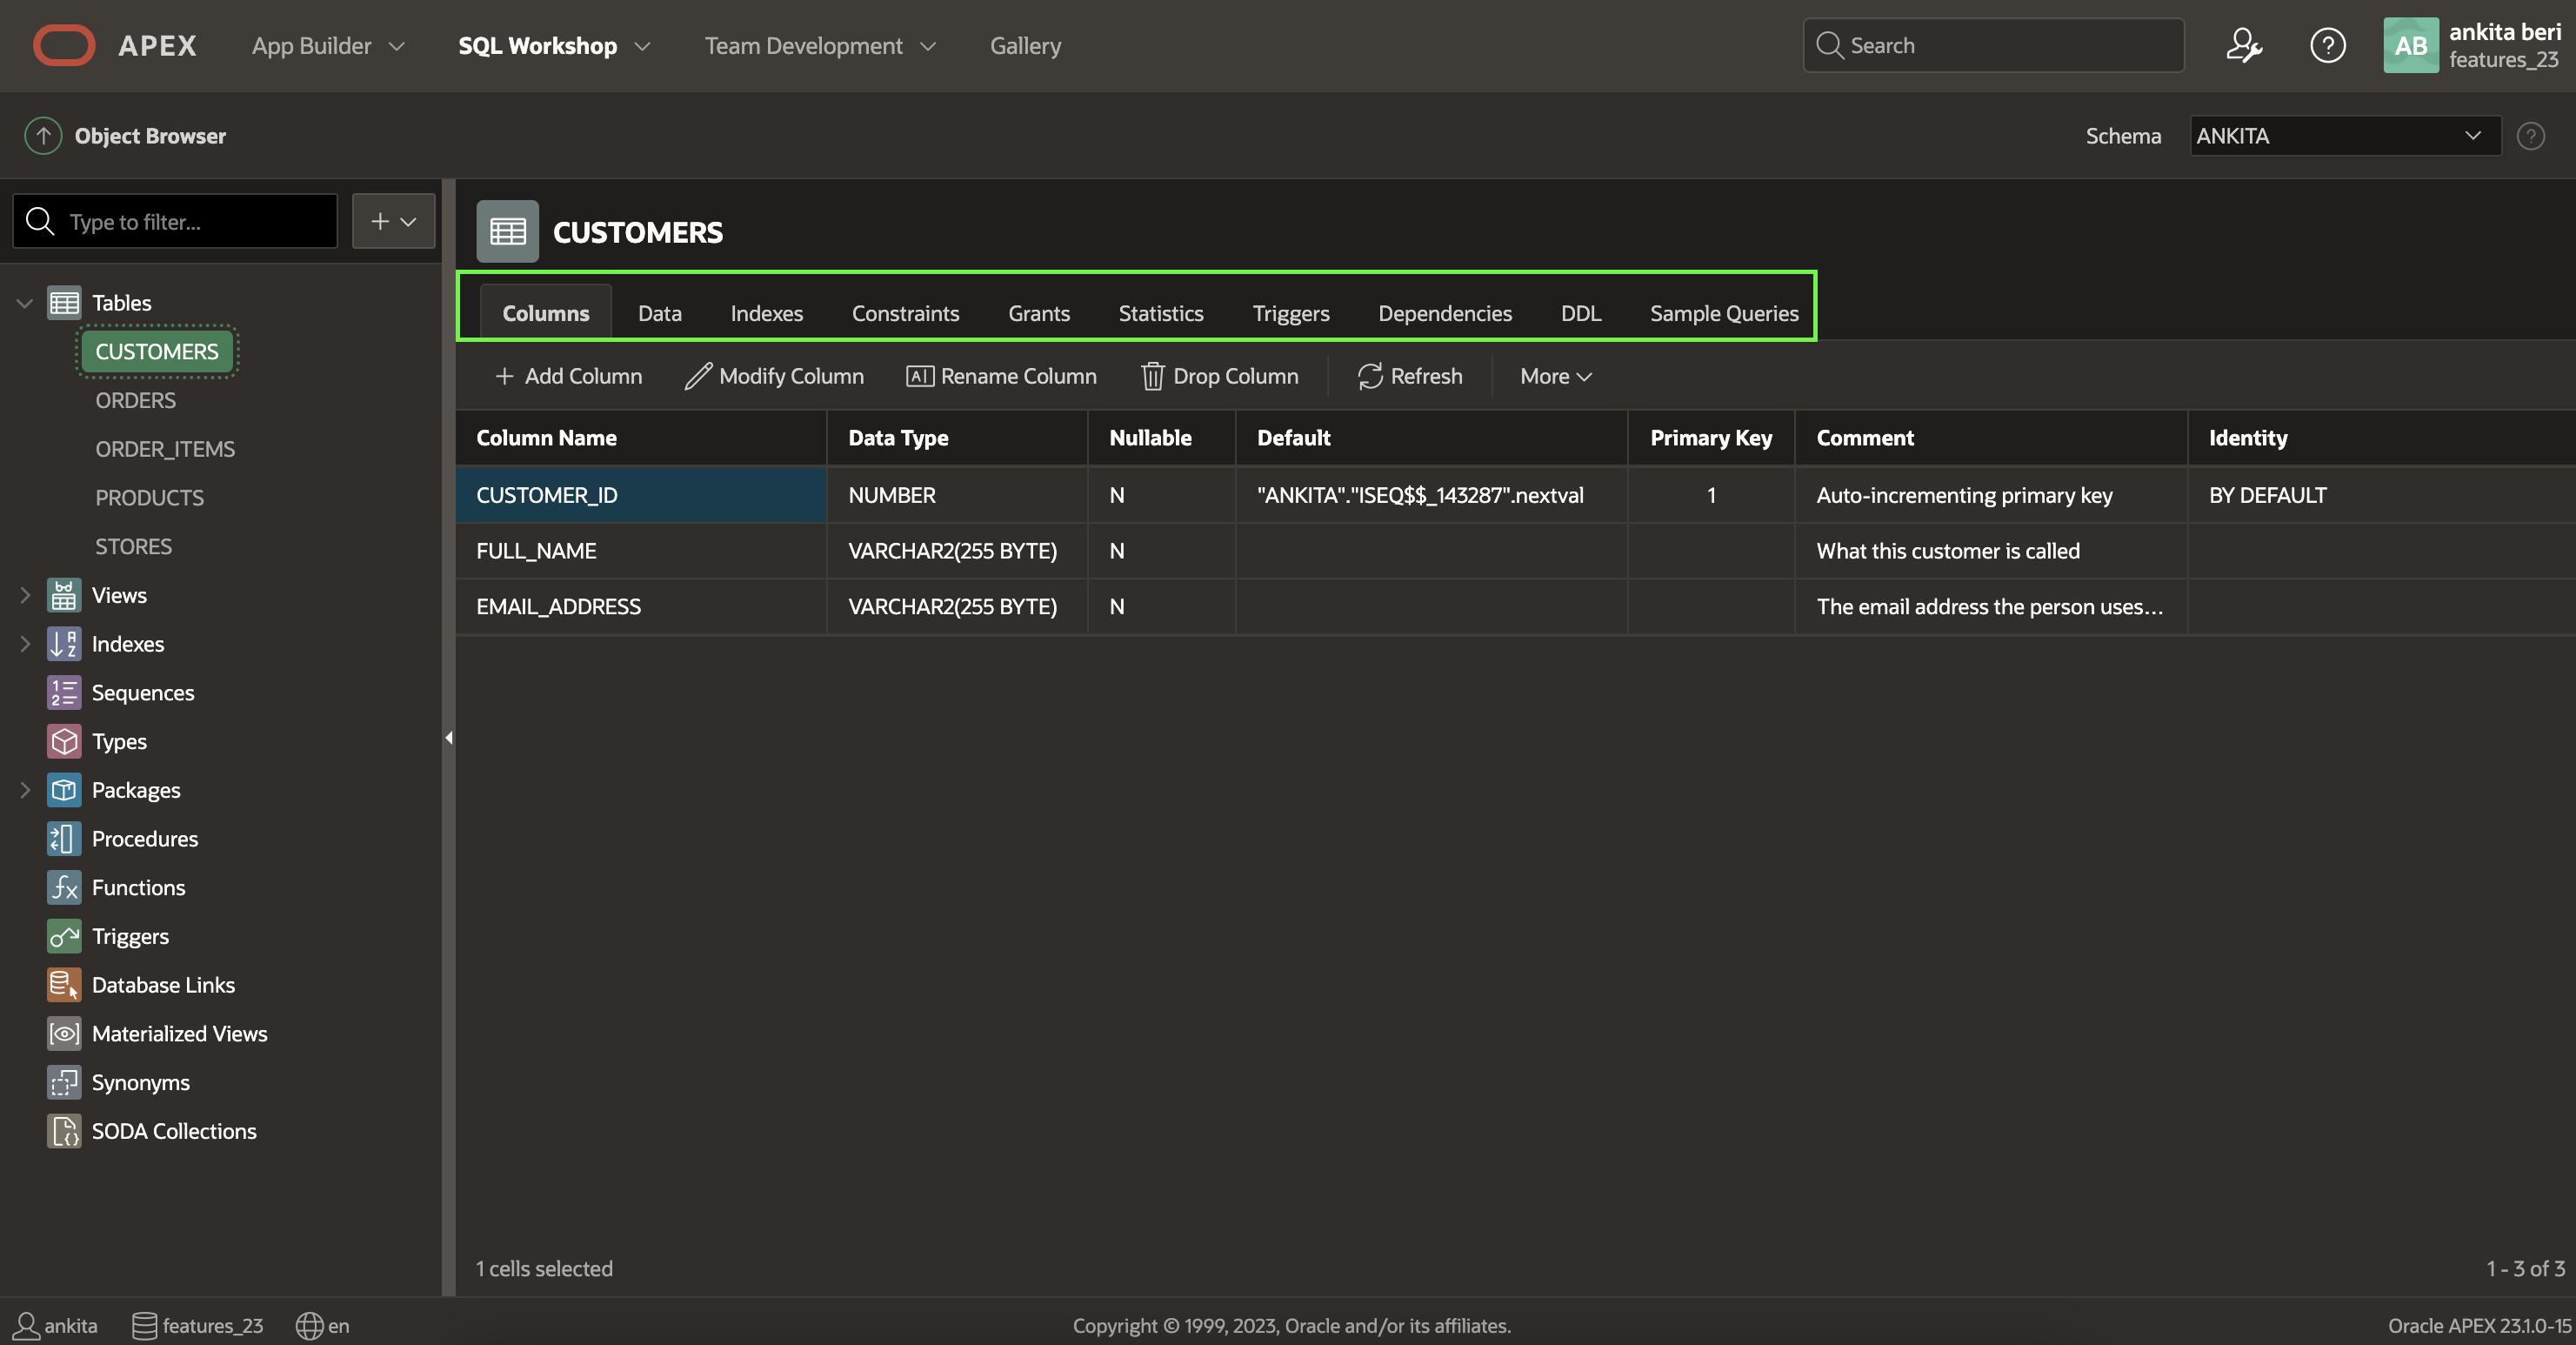 APEX App Builder SQL Workshop Team Development Gallery Search ? AB ankita beri
features_23
Object Browser Schema ANKITA ?
Type to filter...
CUSTOMERS
Columns Data Indexes Constraints Grants Statistics Triggers Dependencies DDL Sample Queries
Add Column Modify Column Rename Column Drop Column Refresh More
Column Name Data Type Nullable Default Primary Key Comment Identity
CUSTOMER_ID NUMBER N "ANKITA"."ISEQ$$_143287".nextval 1 Auto-incrementing primary key BY DEFAULT
FULL_NAME VARCHAR2(255 BYTE) N What this customer is called
EMAIL_ADDRESS VARCHAR2(255 BYTE) N The email address the person uses...
Tables
CUSTOMERS
ORDERS
ORDER_ITEMS
PRODUCTS
STORES
Views
Indexes
Sequences
Types
Packages
Procedures
Functions
Triggers
Database Links
Materialized Views
Synonyms
SODA Collections
1 cells selected 1 - 3 of 3
ankita features_23 en Copyright © 1999, 2023, Oracle and/or its affiliates. Oracle APEX 23.1.0-15